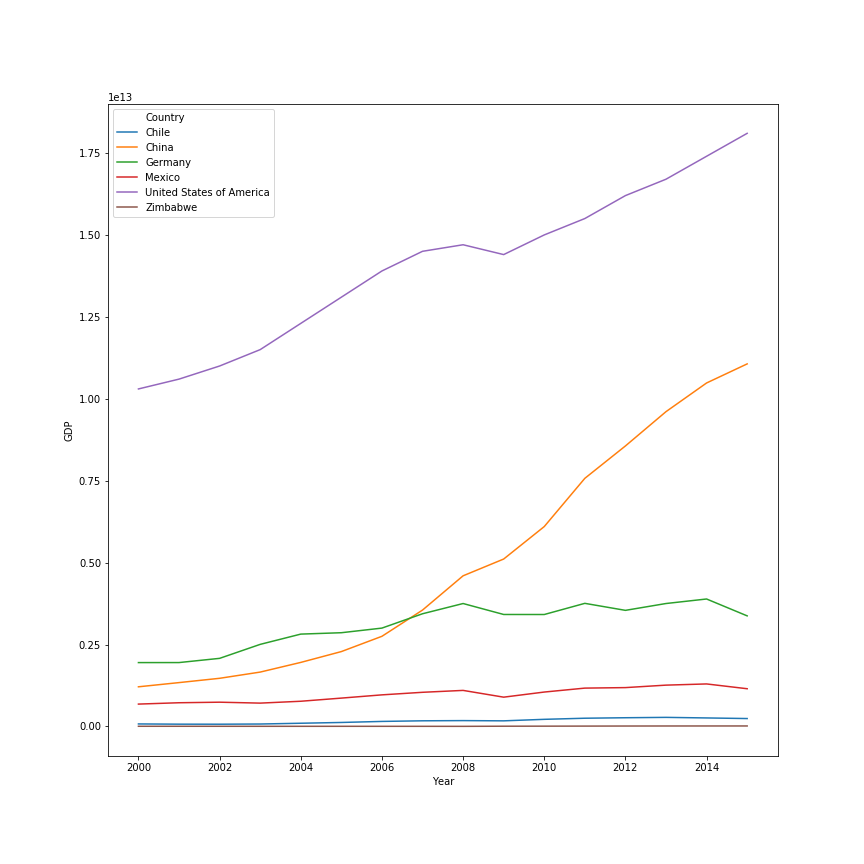 1e13
Country
Chile
China
Germany
Mexico
United States of America
Zimbabwe
1.75
1.50
1.25
1.00
0.75
0.50
0.25
0.00
GDP
2000 2002 2004 2006 2008 2010 2012 2014
Year